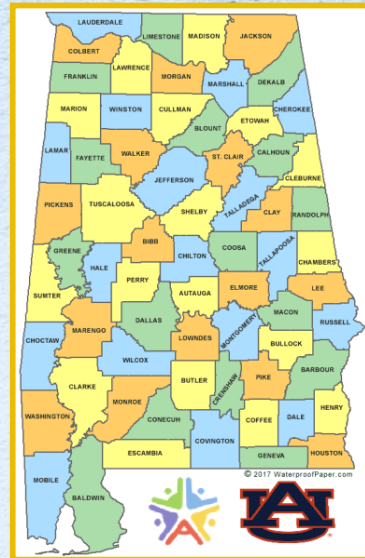 LAUDERDALE
LIMESTONE
MADISON
JACKSON
COLBERT
LAWRENCE
FRANKLIN
MORGAN
MARSHALL
DEKALB
MARION
WINSTON
CULLMAN
CHEROKEE
ETOWAH
BLOUNT
LAMAR
WALKER
FAYETTE
ST. CLAIR
CALHOUN
JEFFERSON
CLEBURNE
PICKENS
TUSCALOOSA
SHELBY
TALLADEGA
CLAY
RANDOLPH
BIBB
GREENE
HALE
CHILTON
COOSA
TALLAPOOSA
CHAMBERS
PERRY
SUMTER
AUTAUGA
ELMORE
LEE
MACON
DALLAS
MARENGO
MONTGOMERY
RUSSELL
CHOCTAW
LOWNDES
BULLOCK
WILCOX
BARBOUR
CLARKE
BUTLER
CRENSHAW
PIKE
MONROE
HENRY
WASHINGTON
CONECUH
COFFEE
DALE
COVINGTON
ESCAMBIA
GENEVA
HOUSTON
MOBILE
BALDWIN
© 2017 WaterproofPaper.com
A
AU